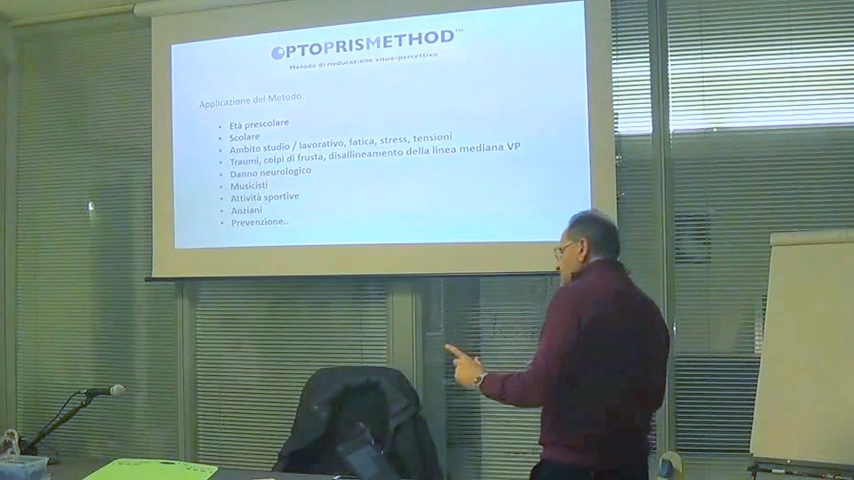 OPTOPRISMETHOD™
Metodo di rieducazione visuo-percettivo
Applicazione del Metodo:
• Età prescolare
• Scolare
• Ambito studio / lavorativo, fatica, stress, tensioni
• Traumi, colpi di frusta, disallineamento della linea mediana VP
• Danno neurologico
• Musicisti
• Attività sportive
• Anziani
• Prevenzione..